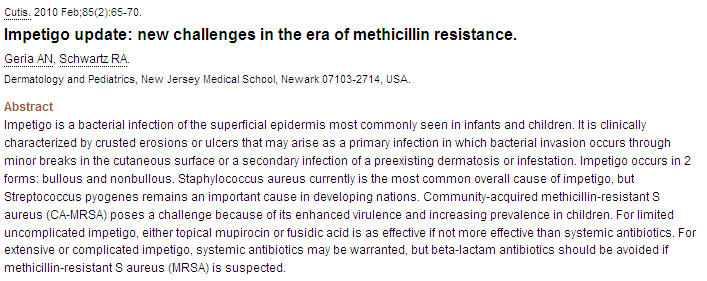 Cutis. 2010 Feb;85(2):65-70.
Impetigo update: new challenges in the era of methicillin resistance.
Geria AN, Schwartz RA.
Dermatology and Pediatrics, New Jersey Medical School, Newark 07103-2714, USA.
Abstract
Impetigo is a bacterial infection of the superficial epidermis most commonly seen in infants and children. It is clinically
characterized by crusted erosions or ulcers that may arise as a primary infection in which bacterial invasion occurs through
minor breaks in the cutaneous surface or a secondary infection of a preexisting dermatosis or infestation. Impetigo occurs in 2
forms: bullous and nonbullous. Staphylococcus aureus currently is the most common overall cause of impetigo, but
Streptococcus pyogenes remains an important cause in developing nations. Community-acquired methicillin-resistant S
aureus (CA-MRSA) poses a challenge because of its enhanced virulence and increasing prevalence in children. For limited
uncomplicated impetigo, either topical mupirocin or fusidic acid is as effective if not more effective than systemic antibiotics. For
extensive or complicated impetigo, systemic antibiotics may be warranted, but beta-lactam antibiotics should be avoided if
methicillin-resistant S aureus (MRSA) is suspected.